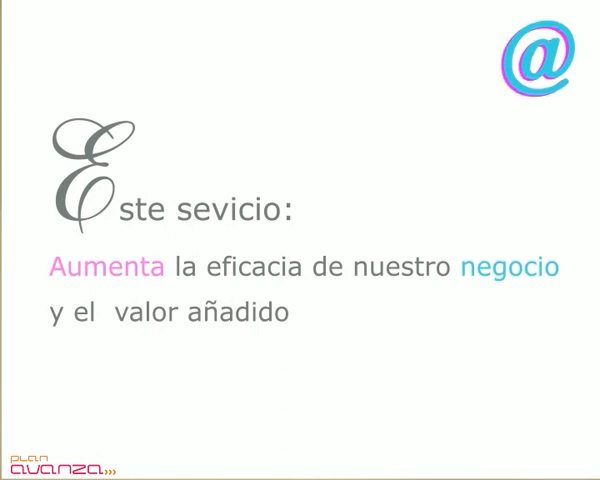 @
Este sevicio:
Aumenta la eficacia de nuestro negocio
y el valor añadido
PLAN
AVANZA)))